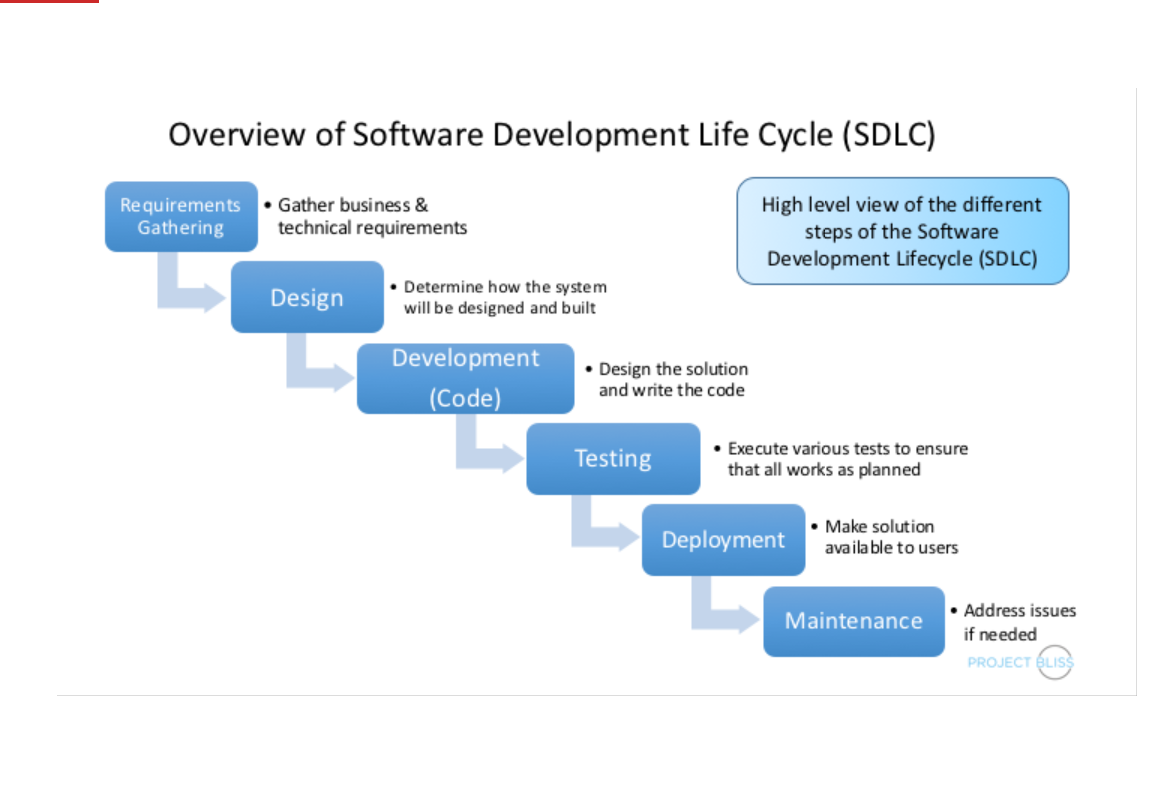 Overview of Software Development Life Cycle (SDLC)
Requirements
Gathering
• Gather business &
technical requirements
High level view of the different
steps of the Software
Development Lifecycle (SDLC)
Design
• Determine how the system
will be designed and built
Development
(Code)
• Design the solution
and write the code
Testing
• Execute various tests to ensure
that all works as planned
Deployment
• Make solution
available to users
Maintenance
• Address issues
if needed
PROJECT BLISS